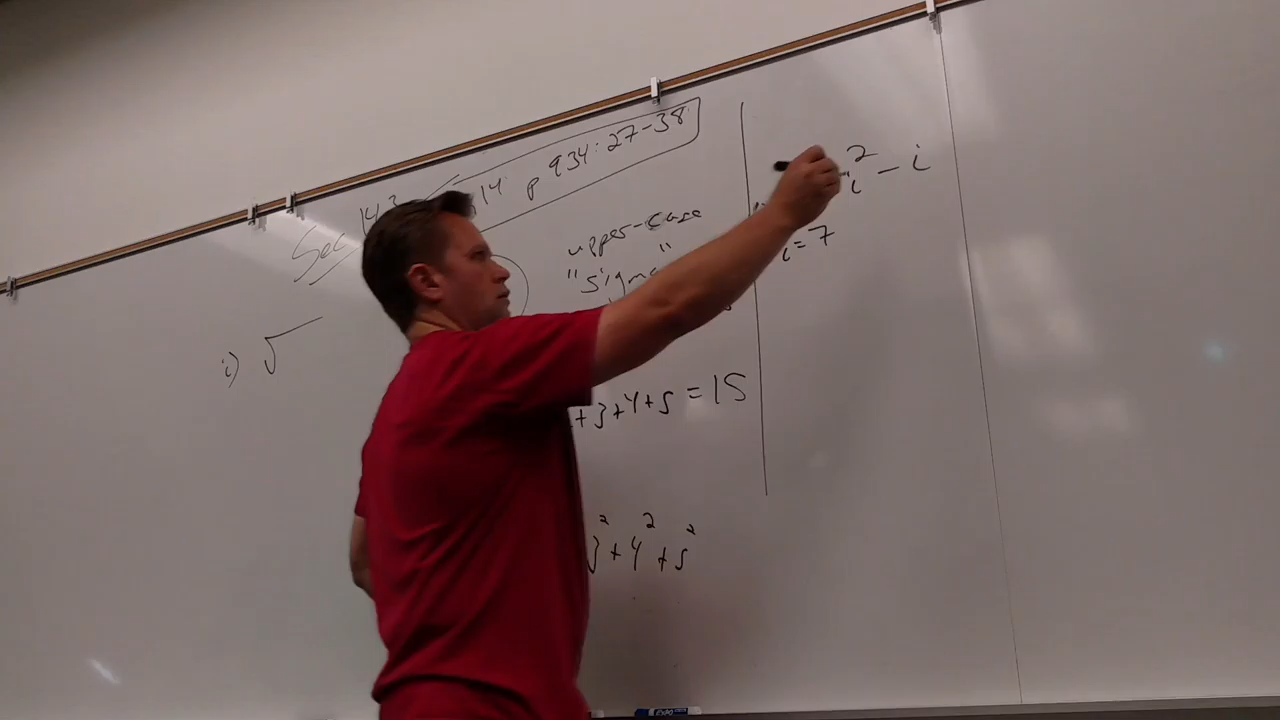 Sec 14.3 14 p 934: 27-38
upper-case
"sigma"
i) √
+ 3 + 4 + 5 = 15
3² + 4² + 5²
i² - i
i = 7
EXPO